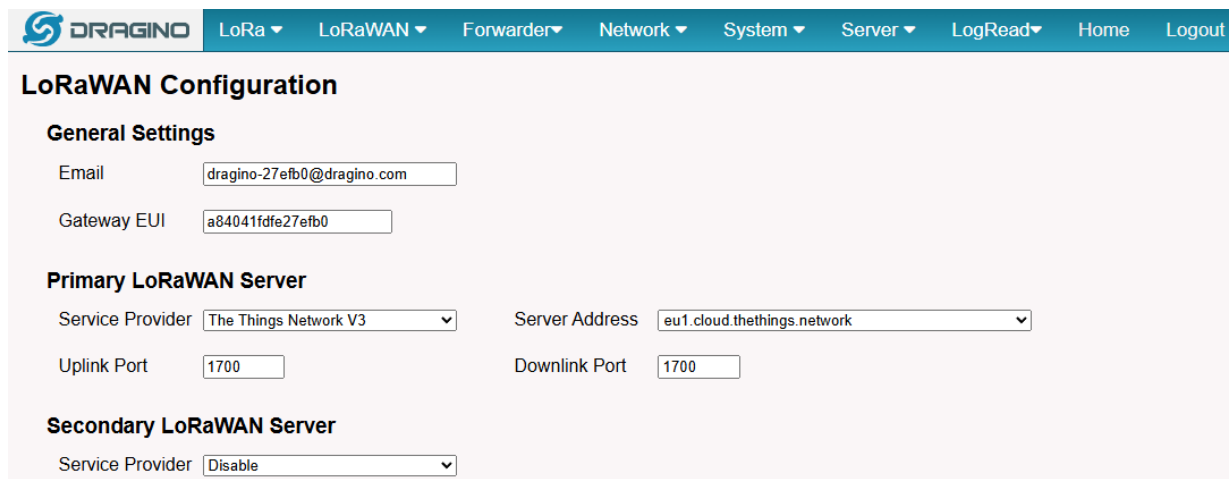 DRAGINO LoRa LoRaWAN Forwarder Network System Server LogRead Home Logout
LoRaWAN Configuration
General Settings
Email dragino-27efb0@dragino.com
Gateway EUI a84041fdfe27efb0
Primary LoRaWAN Server
Service Provider The Things Network V3 Server Address eu1.cloud.thethings.network
Uplink Port 1700 Downlink Port 1700
Secondary LoRaWAN Server
Service Provider Disable